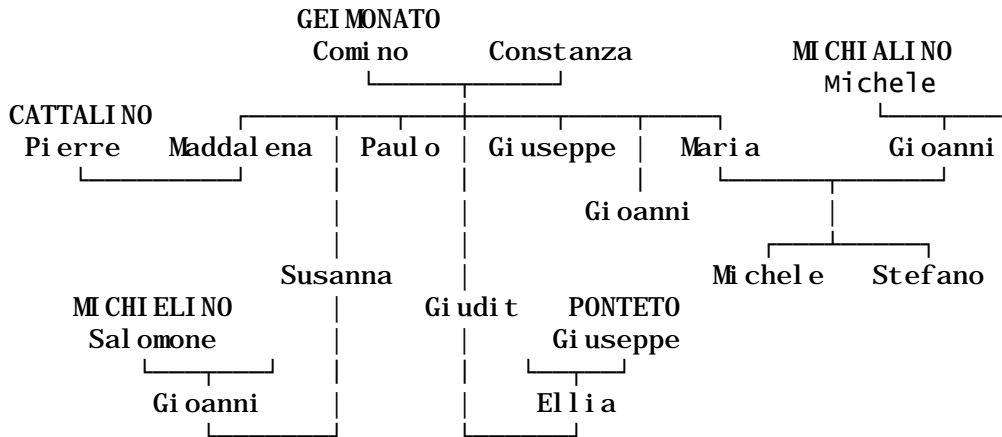 GEIMONATO
Comino Constanza MICHIALINO
Michele
CATTALINO
Pierre Maddalena Paulo Giuseppe Maria Gioanni
Gioanni
Susanna Michele Stefano
MICHIELINO Giudit PONTETO
Salomone Giuseppe
Gioanni Ellia